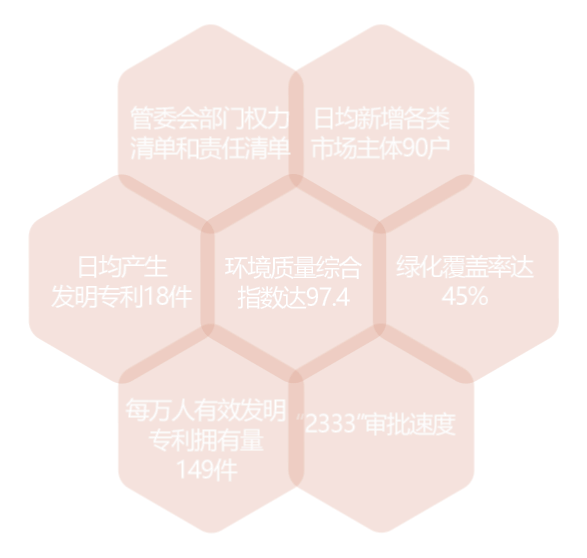 管委会部门权力
清单和责任清单
日均新增各类
市场主体90户
日均产生
发明专利18件
环境质量综合
指数达97.4
绿化覆盖率达
45%
每万人有效发明
专利拥有量
149件
“2333“审批速度